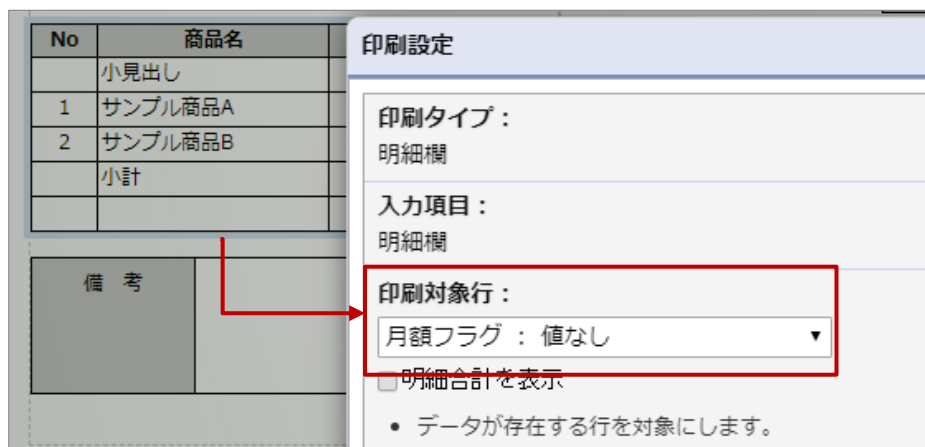 No 商品名
小見出し
1 サンプル商品A
2 サンプル商品B
小計
備 考
印刷設定
印刷タイプ：
明細欄
入力項目：
明細欄
印刷対象行：
月額フラグ ： 値なし ▼
明細合計を表示
• データが存在する行を対象にします。